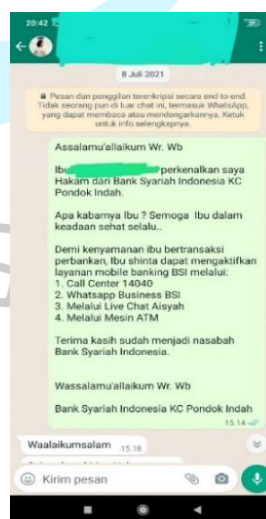 20:42
8 Juli 2021
Pesan dan panggilan terenkripsi secara end-to-end.
Tidak seorang pun di luar chat ini, termasuk WhatsApp,
yang dapat membaca atau mendengarkannya. Ketuk
untuk info selengkapnya.
Assalamu'allaikum Wr. Wb
Ibu perkenalkan saya
Hakam dari Bank Syariah Indonesia KC
Pondok Indah.
Apa kabarnya Ibu ? Semoga Ibu dalam
keadaan sehat selalu..
Demi kenyamanan ibu bertransaksi
perbankan, Ibu shinta dapat mengaktifkan
layanan mobile banking BSI melalui:
1. Call Center 14040
2. Whatsapp Business BSI
3. Melalui Live Chat Aisyah
4. Melalui Mesin ATM
Terima kasih sudah menjadi nasabah
Bank Syariah Indonesia.
Wassalamu'allaikum Wr. Wb
Bank Syariah Indonesia KC Pondok Indah
15.14
Waalaikumsalam 15.18
Kirim pesan